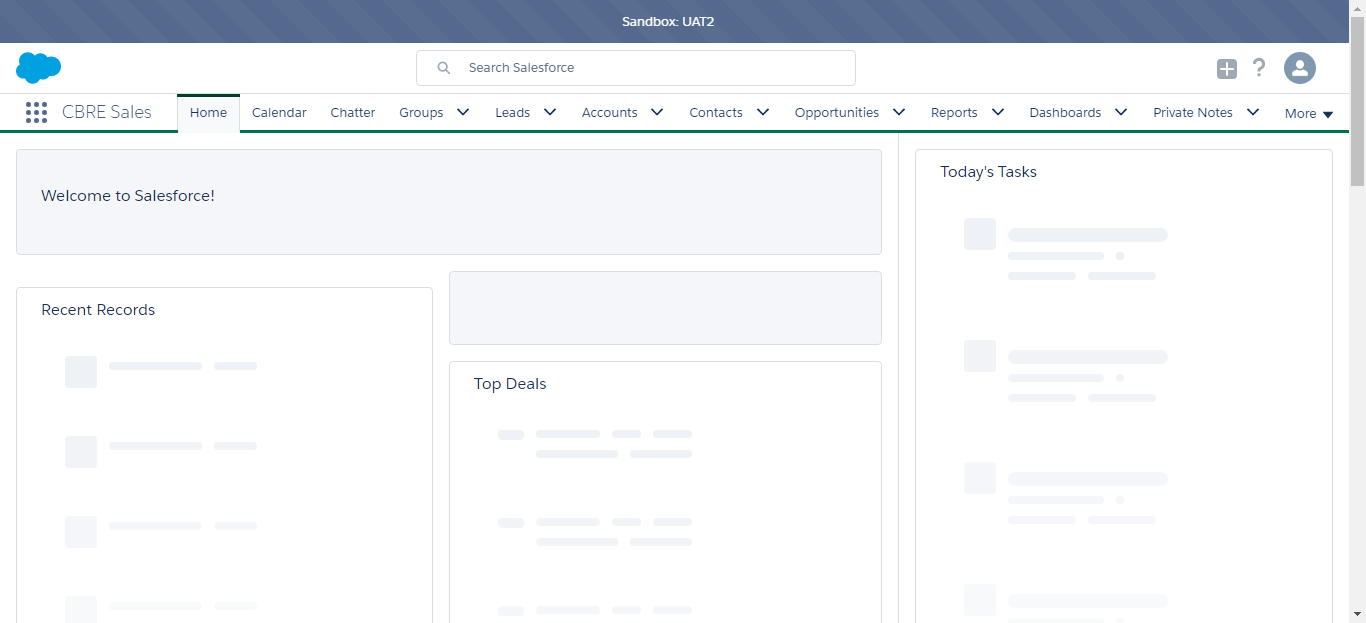 Sandbox: UAT2
Search Salesforce
CBRE Sales Home Calendar Chatter Groups Leads Accounts Contacts Opportunities Reports Dashboards Private Notes More
Welcome to Salesforce!
Today's Tasks
Recent Records
Top Deals